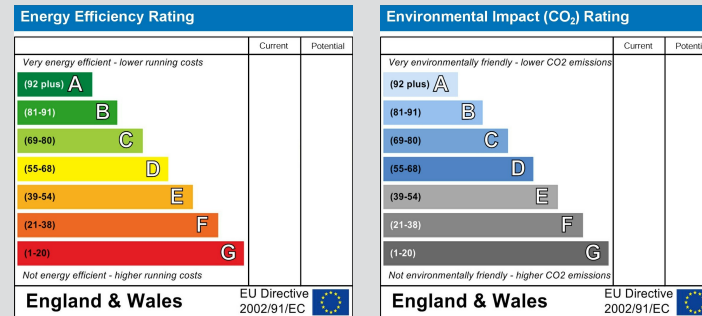 Energy Efficiency Rating
Current Potential
Very energy efficient - lower running costs
(92 plus) A
(81-91) B
(69-80) C
(55-68) D
(39-54) E
(21-38) F
(1-20) G
Not energy efficient - higher running costs
England & Wales
EU Directive
2002/91/EC
Environmental Impact (CO₂) Rating
Current Potenti
Very environmentally friendly - lower CO2 emissions
(92 plus) A
(81-91) B
(69-80) C
(55-68) D
(39-54) E
(21-38) F
(1-20) G
Not environmentally friendly - higher CO2 emissions
England & Wales
EU Directive
2002/91/EC